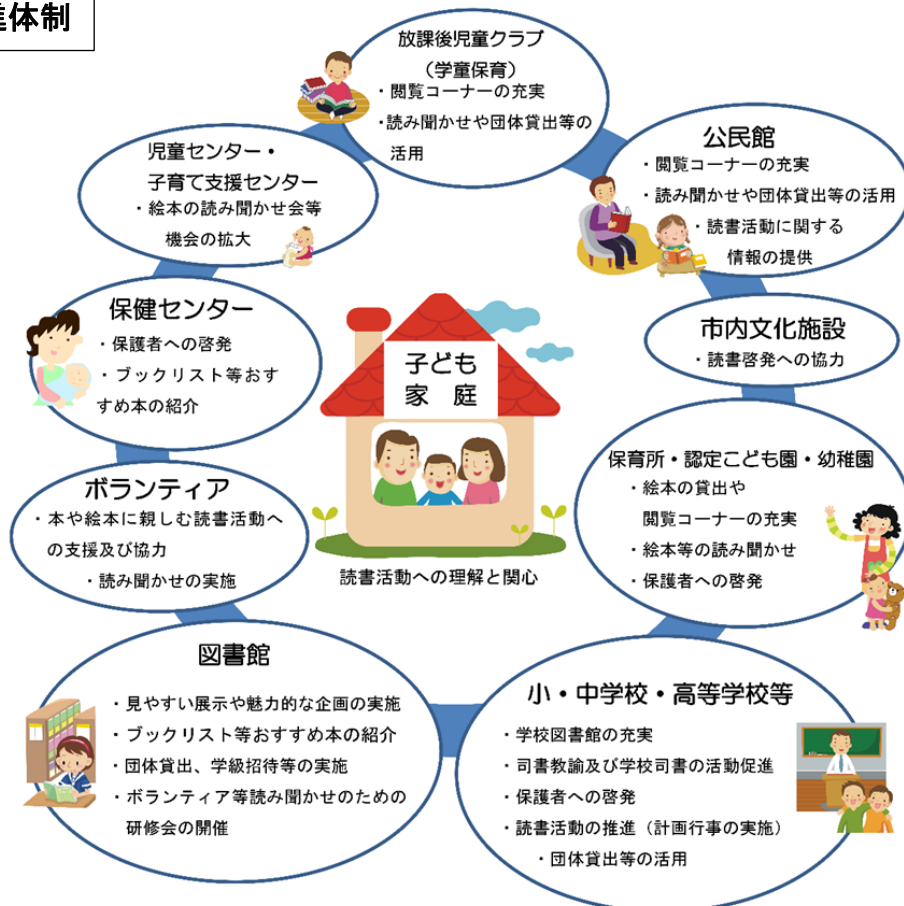 進体制
放課後児童クラブ
（学童保育）
・閲覧コーナーの充実
・読み聞かせや団体貸出等の
活用
公民館
・閲覧コーナーの充実
・読み聞かせや団体貸出等の活用
・読書活動に関する
情報の提供
児童センター・
子育て支援センター
・絵本の読み聞かせ会等
機会の拡大
保健センター
・保護者への啓発
・ブックリスト等おす
すめ本の紹介
子ども
家 庭
読書活動への理解と関心
市内文化施設
・読書啓発への協力
保育所・認定こども園・幼稚園
・絵本の貸出や
閲覧コーナーの充実
・絵本等の読み聞かせ
・保護者への啓発
ボランティア
・本や絵本に親しむ読書活動へ
の支援及び協力
・読み聞かせの実施
図書館
・見やすい展示や魅力的な企画の実施
・ブックリスト等おすすめ本の紹介
・団体貸出、学級招待等の実施
・ボランティア等読み聞かせのための
研修会の開催
小・中学校・高等学校等
・学校図書館の充実
・司書教諭及び学校司書の活動促進
・保護者への啓発
・読書活動の推進（計画行事の実施）
・団体貸出等の活用